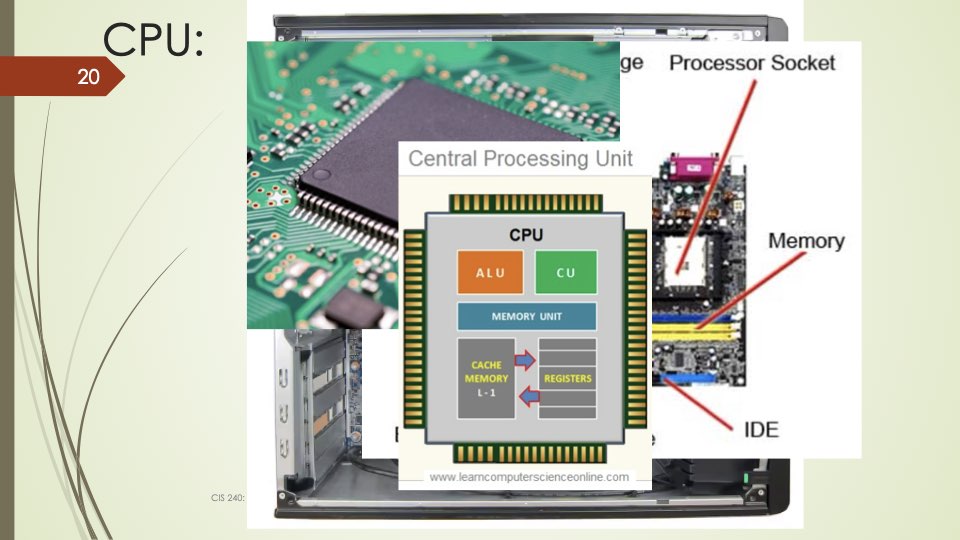 CPU:
20
ge
Processor Socket
Central Processing Unit
CPU
ALU
CU
MEMORY UNIT
CACHE
MEMORY
L - 1
REGISTERS
Memory
IDE
www.learncomputerscienceonline.com
CIS 240: